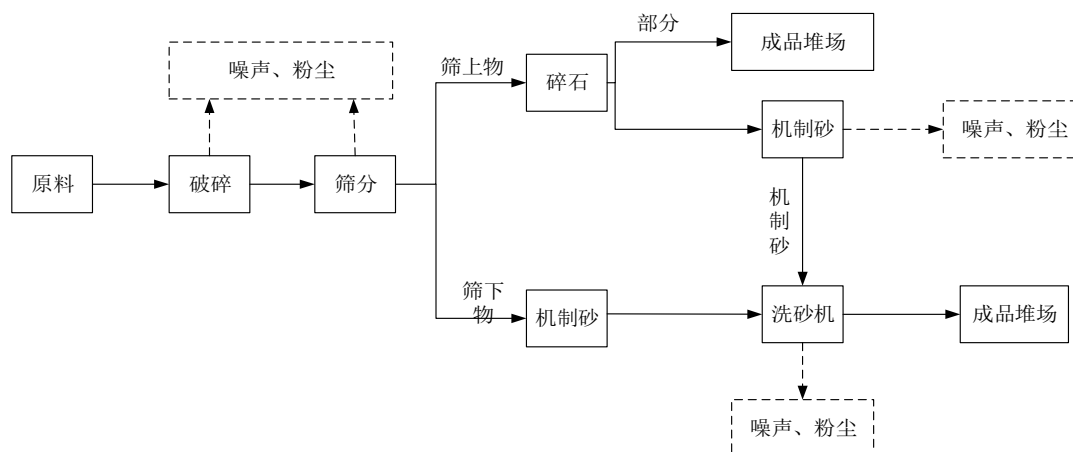 部分
成品堆场
噪声、粉尘
筛上物
碎石
机制砂
噪声、粉尘
原料
破碎
筛分
机
制
砂
筛下
物
机制砂
洗砂机
成品堆场
噪声、粉尘